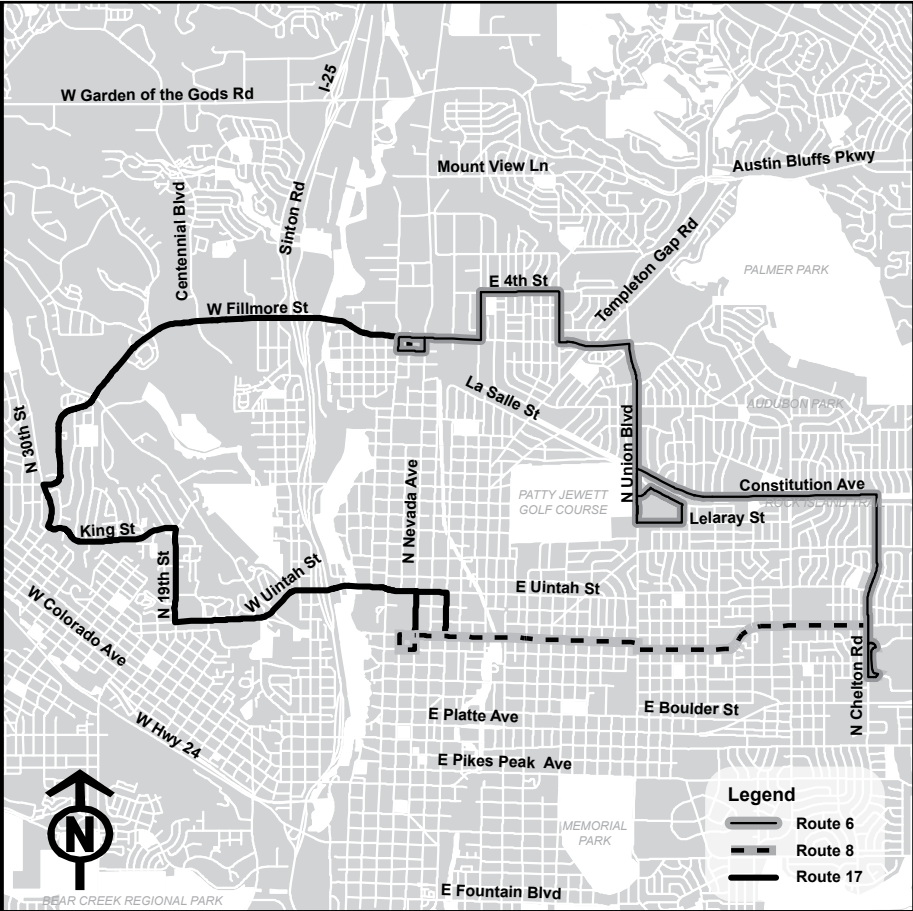 I-25
W Garden of the Gods Rd
Mount View Ln
Austin Bluffs Pkwy
Centennial Blvd
Sinton Rd
Templeton Gap Rd
PALMER PARK
E 4th St
W Fillmore St
La Salle St
AUDUBON PARK
N 30th St
N Union Blvd
Constitution Ave
PATTY JEWETT
GOLF COURSE
ROCK ISLAND TRAIL
Lelaray St
N Nevada Ave
King St
N 19th St
W Uintah St
E Uintah St
W Colorado Ave
N Chelton Rd
E Platte Ave
E Boulder St
W Hwy 24
E Pikes Peak Ave
MEMORIAL
PARK
E Fountain Blvd
BEAR CREEK REGIONAL PARK
N
Legend
Route 6
Route 8
Route 17